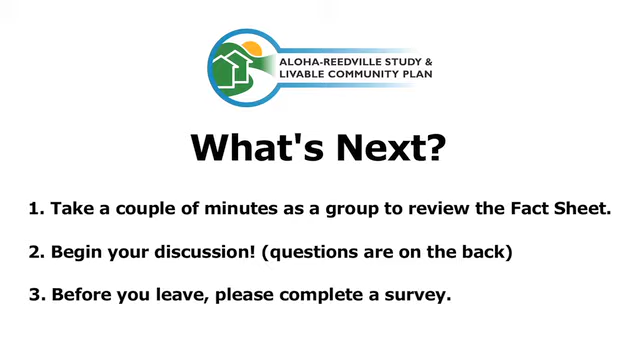 ALOHA-REEDVILLE STUDY &
LIVABLE COMMUNITY PLAN
What's Next?
1. Take a couple of minutes as a group to review the Fact Sheet.
2. Begin your discussion! (questions are on the back)
3. Before you leave, please complete a survey.